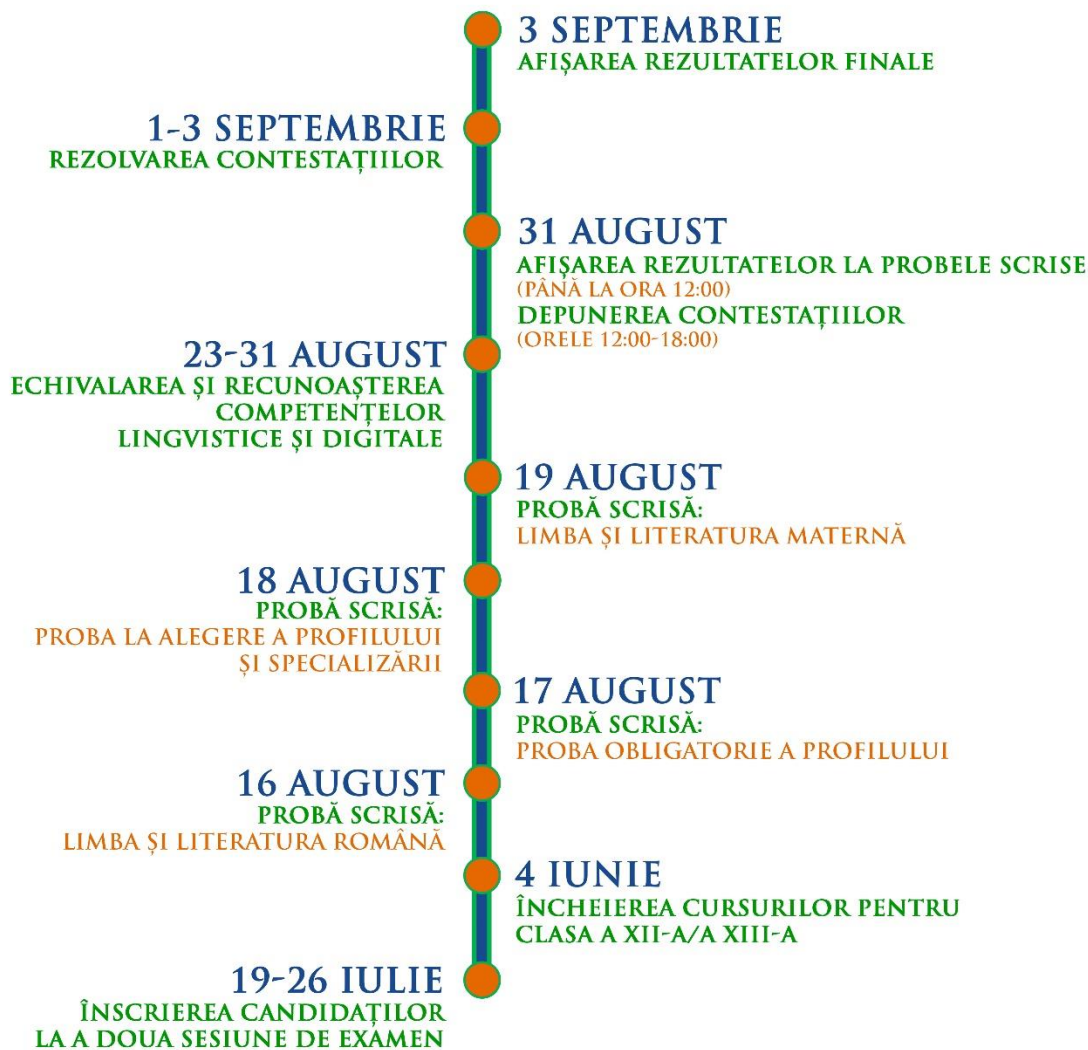 3 SEPTEMBRIE
AFIȘAREA REZULTATELOR FINALE
1-3 SEPTEMBRIE
REZOLVAREA CONTESTAȚIILOR
31 AUGUST
AFIȘAREA REZULTATELOR LA PROBELE SCRISE
(PÂNĂ LA ORA 12:00)
DEPUNEREA CONTESTAȚIILOR
(ORELE 12:00-18:00)
23-31 AUGUST
ECHIVALAREA ȘI RECUNOAȘTEREA
COMPETENȚELOR
LINGVISTICE ȘI DIGITALE
19 AUGUST
PROBĂ SCRISĂ:
LIMBA ȘI LITERATURA MATERNĂ
18 AUGUST
PROBĂ SCRISĂ:
PROBA LA ALEGERE A PROFILULUI
ȘI SPECIALIZĂRII
17 AUGUST
PROBĂ SCRISĂ:
PROBA OBLIGATORIE A PROFILULUI
16 AUGUST
PROBĂ SCRISĂ:
LIMBA ȘI LITERATURA ROMÂNĂ
4 IUNIE
ÎNCHEIEREA CURSURILOR PENTRU
CLASA A XII-A/A XIII-A
19-26 IULIE
ÎNSCRIEREA CANDIDAȚILOR
LA A DOUA SESIUNE DE EXAMEN